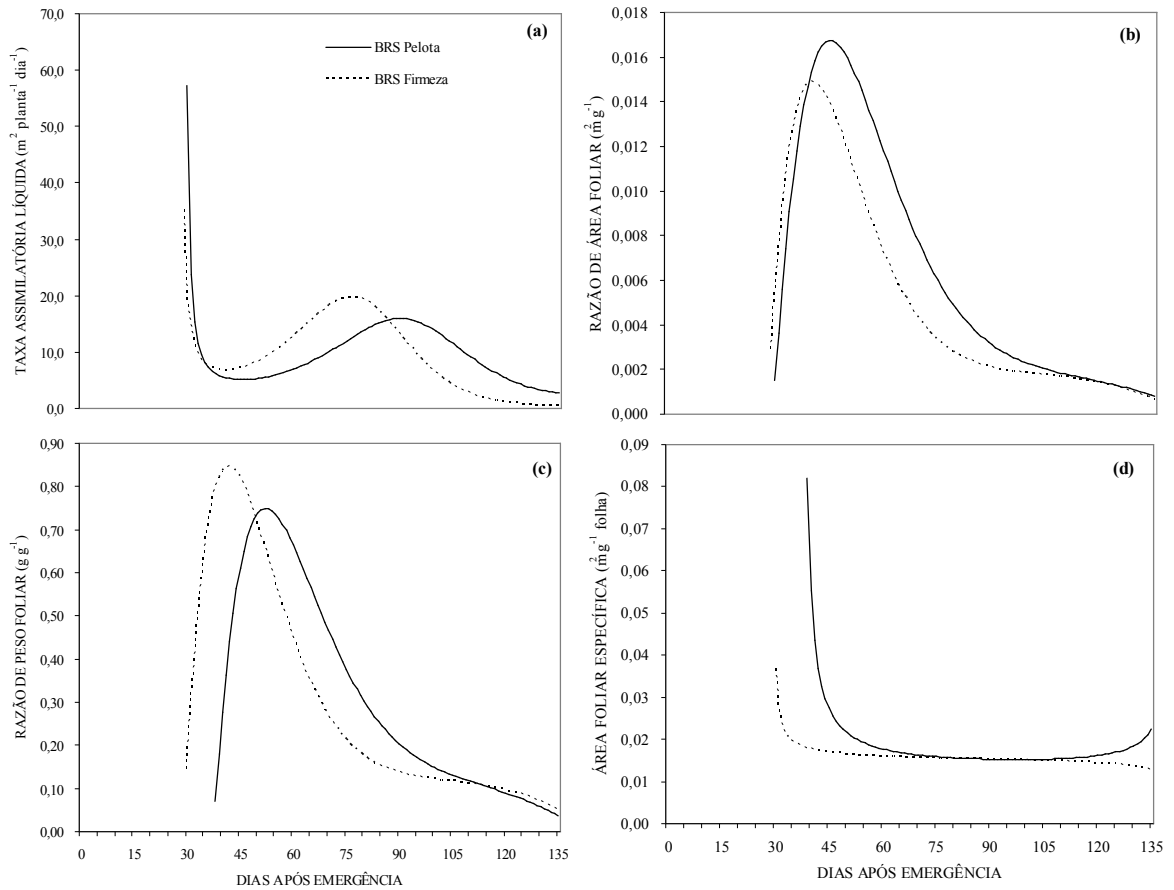 TAXA ASSIMILATÓRIA LÍQUIDA (m² planta⁻¹ dia⁻¹)
70,0
60,0
50,0
40,0
30,0
20,0
10,0
0,0
(a)
BRS Pelota
BRS Firmeza
RAZÃO DE ÁREA FOLIAR (m² g⁻¹)
0,018
0,016
0,014
0,012
0,010
0,008
0,006
0,004
0,002
0,000
(b)
RAZÃO DE PESO FOLIAR (g g⁻¹)
0,90
0,80
0,70
0,60
0,50
0,40
0,30
0,20
0,10
0,00
(c)
0 15 30 45 60 75 90 105 120 135
DIAS APÓS EMERGÊNCIA
ÁREA FOLIAR ESPECÍFICA (m² g⁻¹ folha)
0,09
0,08
0,07
0,06
0,05
0,04
0,03
0,02
0,01
0,00
(d)
0 15 30 45 60 75 90 105 120 135
DIAS APÓS EMERGÊNCIA